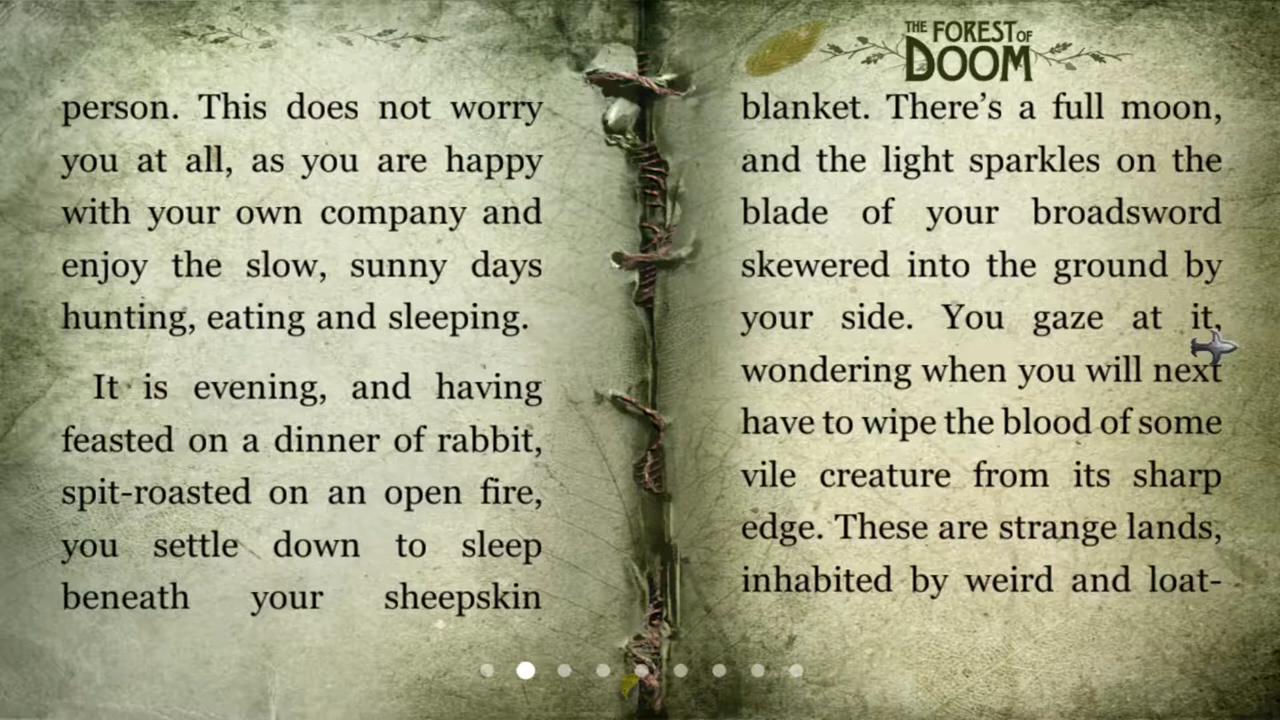 person. This does not worry
you at all, as you are happy
with your own company and
enjoy the slow, sunny days
hunting, eating and sleeping.
It is evening, and having
feasted on a dinner of rabbit,
spit-roasted on an open fire,
you settle down to sleep
beneath your sheepskin
THE FOREST OF
DOOM
blanket. There’s a full moon,
and the light sparkles on the
blade of your broadsword
skewered into the ground by
your side. You gaze at it,
wondering when you will next
have to wipe the blood of some
vile creature from its sharp
edge. These are strange lands,
inhabited by weird and loat-